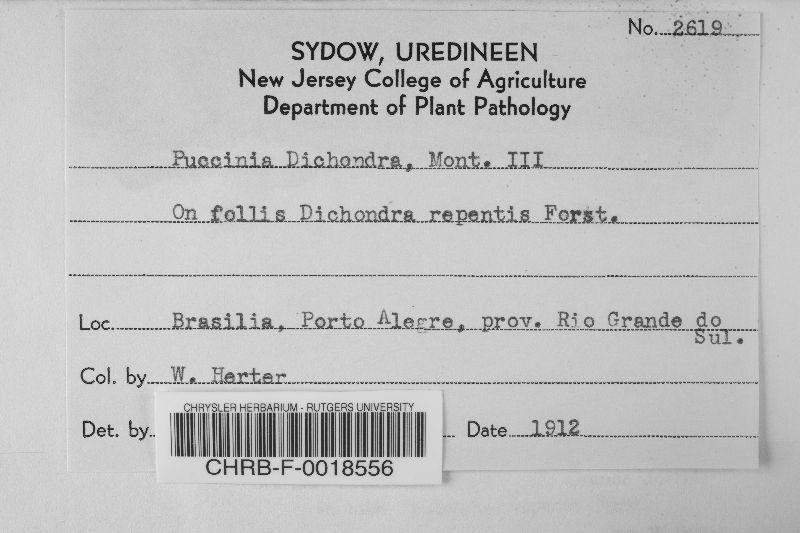 No. 2619
SYDOW, UREDINEEN
New Jersey College of Agriculture
Department of Plant Pathology
Puccinia Dichondra, Mont. III
On follis Dichondra repentis Forst.
Loc. Brasilia, Porto Alegre, prov. Rio Grande do
Sul.
Col. by W. Herter
Det. by
Date 1912
CHRYSLER HERBARIUM - RUTGERS UNIVERSITY
CHRB-F-0018556